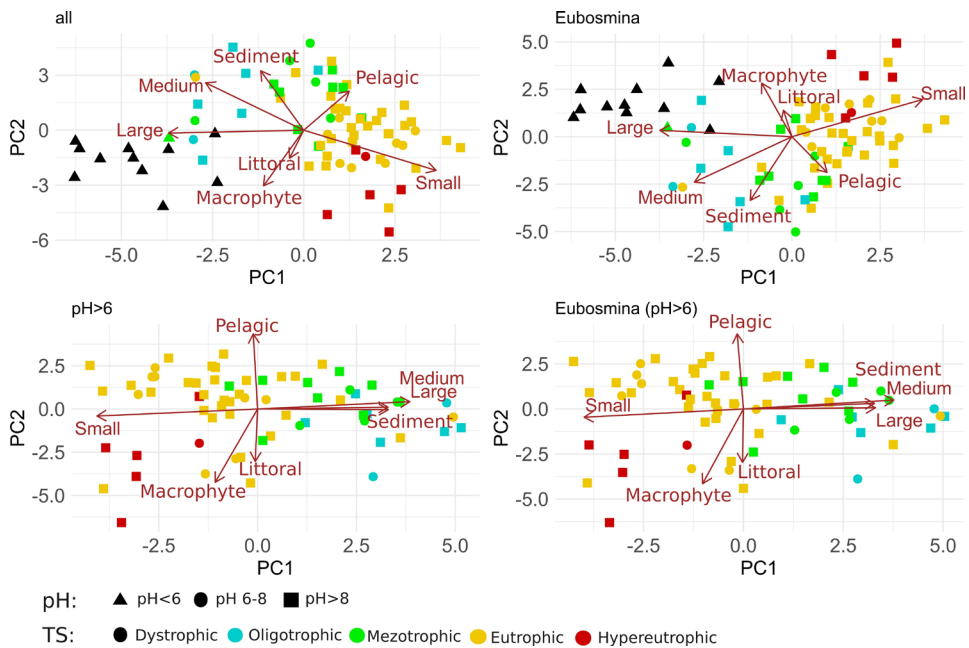 all
Eubosmina
3
0
-3
-6
PC2
Sediment
Medium
Pelagic
Large
Littoral
Macrophyte
Small
-5.0
-2.5
0.0
2.5
PC1
5.0
2.5
0.0
-2.5
-5.0
PC2
Macrophyte
Littoral
Small
Large
Pelagic
Medium
Sediment
-5.0
-2.5
0.0
2.5
PC1
pH>6
Eubosmina (pH>6)
2.5
0.0
-2.5
-5.0
PC2
Pelagic
Medium
Large
Small
Sediment
Littoral
Macrophyte
-2.5
0.0
2.5
5.0
PC1
2.5
0.0
-2.5
-5.0
PC2
Pelagic
Sediment
Medium
Small
Large
Littoral
Macrophyte
-2.5
0.0
2.5
5.0
PC1
pH: pH<6 pH 6-8 pH>8
TS: Dystrophic Oligotrophic Mezotrophic Eutrophic Hypereutrophic